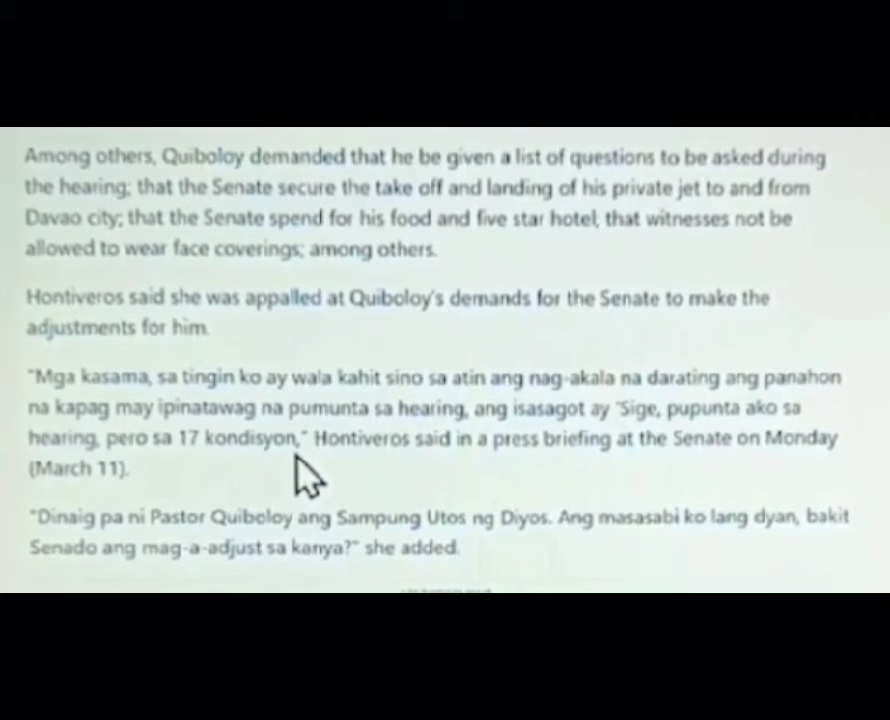 Among others, Quiboloy demanded that he be given a list of questions to be asked during
the hearing; that the Senate secure the take off and landing of his private jet to and from
Davao city; that the Senate spend for his food and five star hotel; that witnesses not be
allowed to wear face coverings; among others.
Hontiveros said she was appalled at Quiboloy's demands for the Senate to make the
adjustments for him.
"Mga kasama, sa tingin ko ay wala kahit sino sa atin ang nag-akala na darating ang panahon
na kapag may ipinatawag na pumunta sa hearing, ang isasagot ay "Sige, pupunta ako sa
hearing, pero sa 17 kondisyon," Hontiveros said in a press briefing at the Senate on Monday
(March 11).
"Dinaig pa ni Pastor Quiboloy ang Sampung Utos ng Diyos. Ang masasabi ko lang dyan, bakit
Senado ang mag-a-adjust sa kanya?" she added.